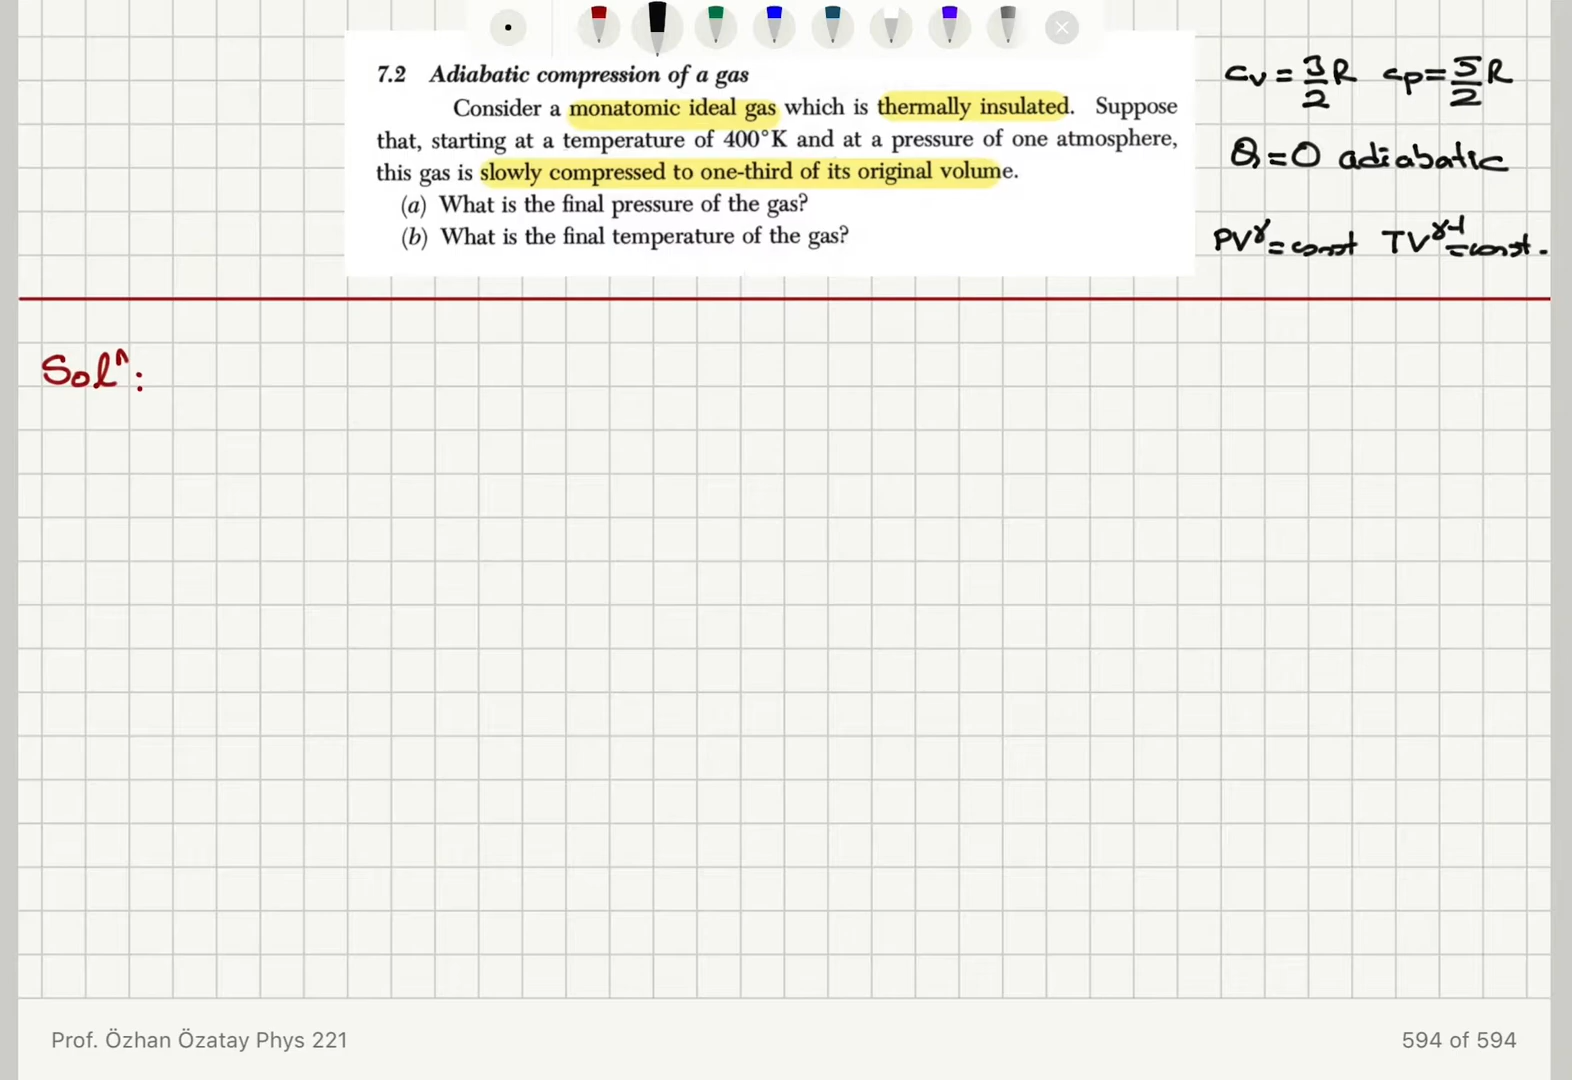 7.2 Adiabatic compression of a gas
Consider a monatomic ideal gas which is thermally insulated. Suppose
that, starting at a temperature of 400°K and at a pressure of one atmosphere,
this gas is slowly compressed to one-third of its original volume.
(a) What is the final pressure of the gas?
(b) What is the final temperature of the gas?
Cv = 3/2 R cp = 5/2 R
Q = 0 adiabatic
PV^γ = const TV^γ-1 = const.
Solⁿ:
Prof. Özhan Özatay Phys 221
594 of 594